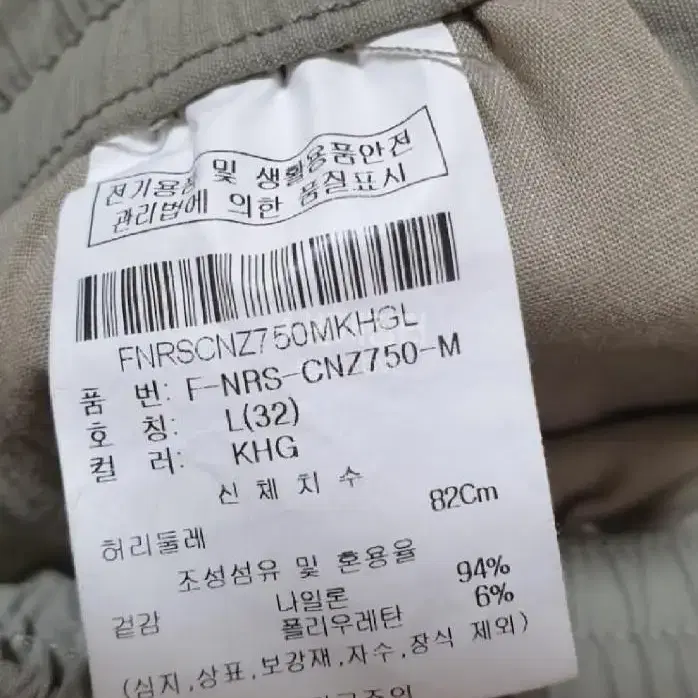 전기용품 및 생활용품안전
관리법에 의한 품질표시
FNRSCNZ750MKHGL
품 번: F-NRS-CNZ750-M
호 칭: L(32)
컬 러: KHG
신체치수
허리둘레 82Cm
조성섬유 및 혼용율
겉감 나일론 94%
폴리우레탄 6%
(심지,상표,보강재,자수,장식 제외)